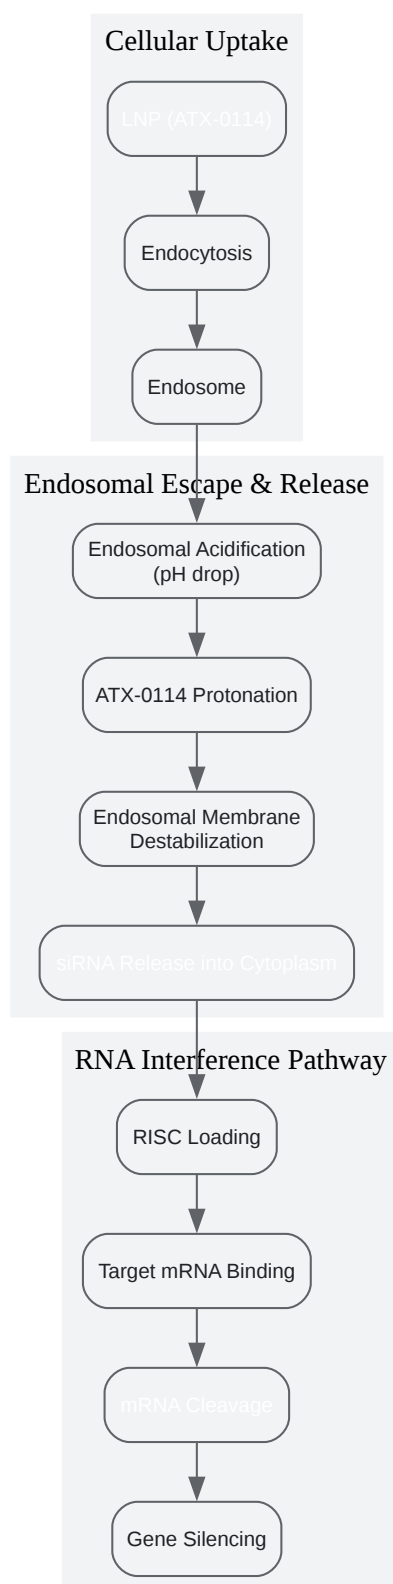 Cellular Uptake
LNP (ATX-0114)
Endocytosis
Endosome
Endosomal Escape & Release
Endosomal Acidification
(pH drop)
ATX-0114 Protonation
Endosomal Membrane
Destabilization
siRNA Release into Cytoplasm
RNA Interference Pathway
RISC Loading
Target mRNA Binding
mRNA Cleavage
Gene Silencing